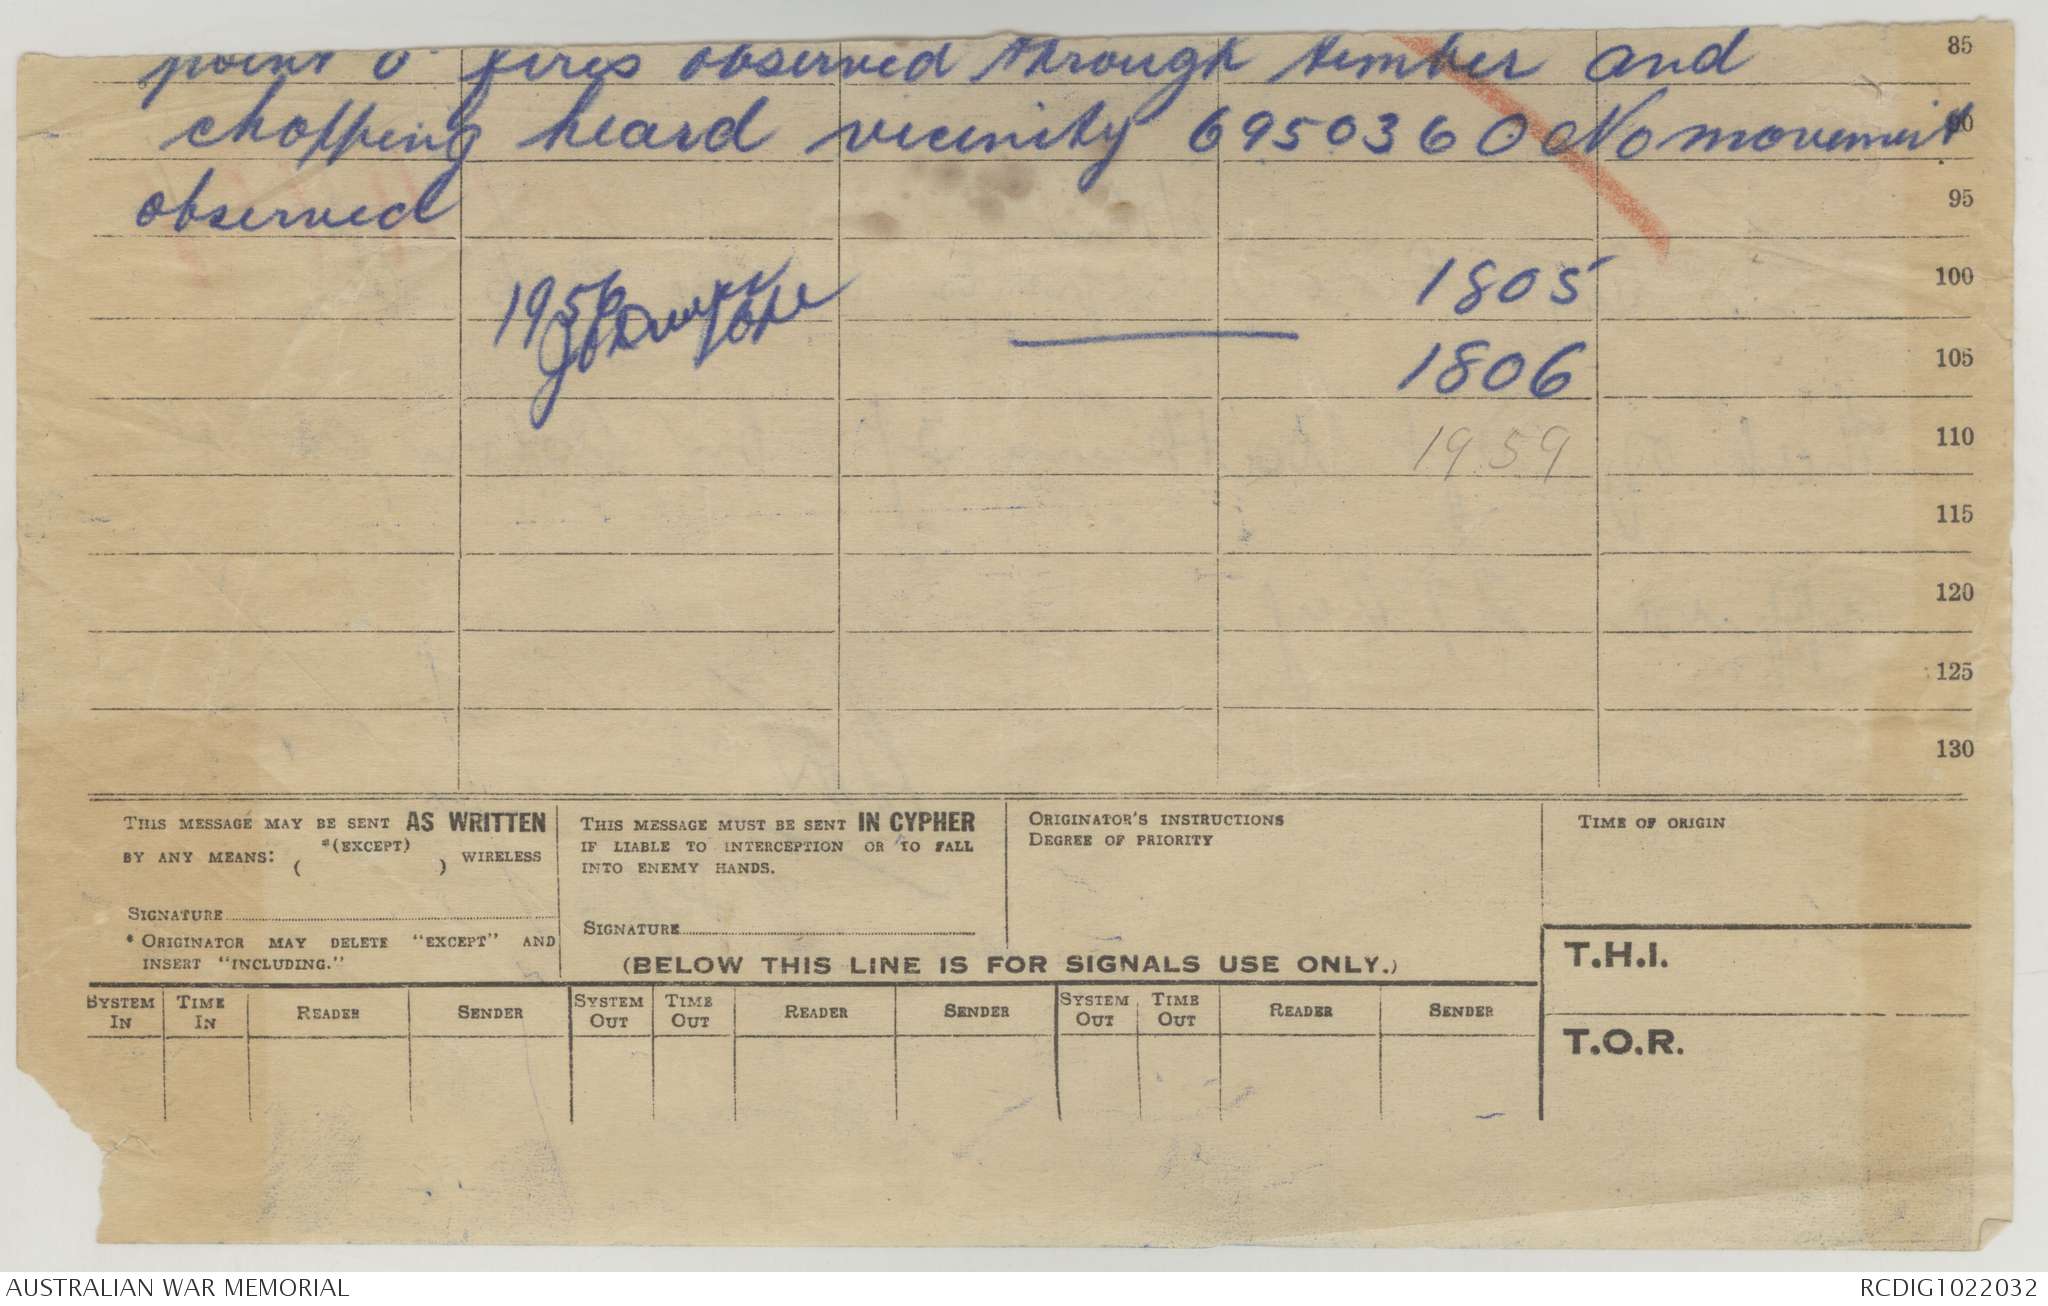 point O fires observed through timber and 85
chopping heard vicinity 695036 O No movement 90
observed 95
1956 1805 100
1806 105
1959 110
115
120
125
130
THIS MESSAGE MAY BE SENT AS WRITTEN
BY ANY MEANS: *(EXCEPT) ( ) WIRELESS
SIGNATURE
* ORIGINATOR MAY DELETE "EXCEPT" AND
INSERT "INCLUDING."
THIS MESSAGE MUST BE SENT IN CYPHER
IF LIABLE TO INTERCEPTION OR TO FALL
INTO ENEMY HANDS.
SIGNATURE
ORIGINATOR'S INSTRUCTIONS
DEGREE OF PRIORITY
TIME OF ORIGIN
(BELOW THIS LINE IS FOR SIGNALS USE ONLY.)
T.H.I.
T.O.R.
SYSTEM IN TIME IN READER SENDER SYSTEM OUT TIME OUT READER SENDER SYSTEM OUT TIME OUT READER SENDER
AUSTRALIAN WAR MEMORIAL RCDIG1022032